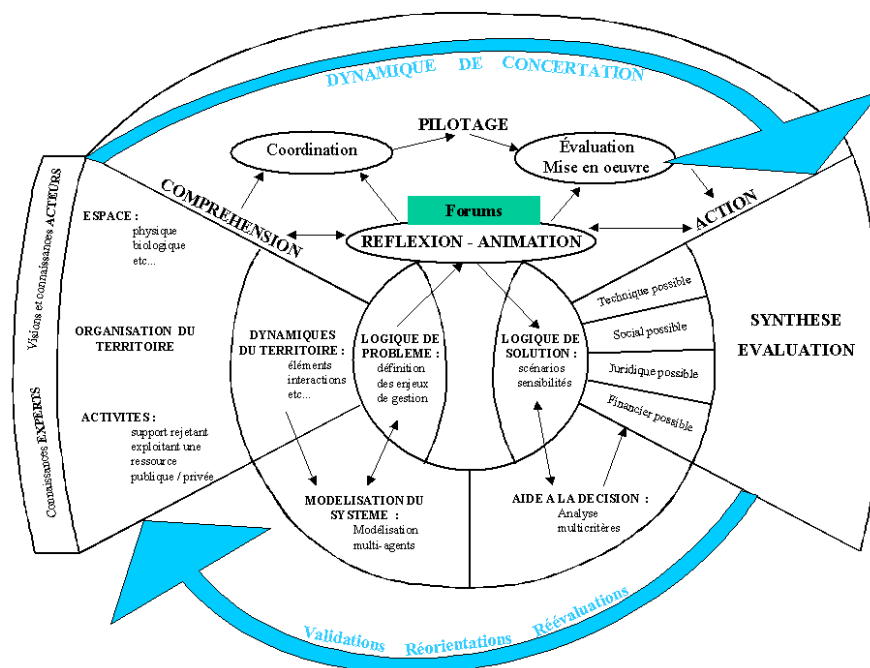 DYNAMIQUE DE CONCERTATION
PILOTAGE
Coordination
Évaluation
Mise en oeuvre
COMPREHENSION
Forums
REFLEXION - ANIMATION
ACTION
Visions et connaissances ACTEURS
Connaissances EXPERTS
ESPACE :
physique
biologique
etc...
ORGANISATION DU
TERRITOIRE
ACTIVITES :
support rejetant
exploitant une
ressource
publique / privée
DYNAMIQUES
DU TERRITOIRE :
éléments
interactions
etc...
LOGIQUE DE
PROBLEME :
définition
des enjeux
de gestion
LOGIQUE DE
SOLUTION :
scénarios
sensibilités
Technique possible
Social possible
Juridique possible
Financier possible
SYNTHESE
EVALUATION
MODELISATION DU
SYSTEME :
Modélisation
multi-agents
AIDE A LA DECISION :
Analyse
multicritères
Validations Réorientations Réévaluations